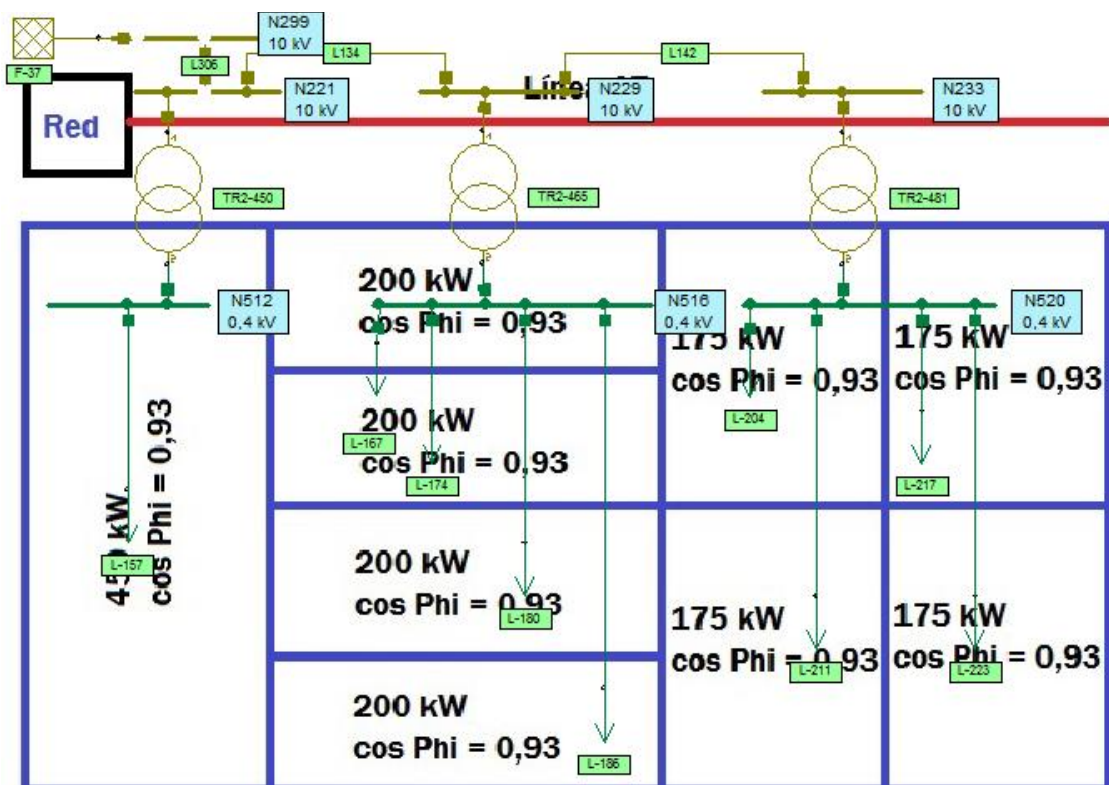 N299
10 kV
F-37
L306
L134
L142
N221
10 kV
N229
10 kV
N233
10 kV
Red
TR2-450
TR2-465
TR2-481
200 kW
cos Phi = 0,93
N512
0,4 kV
N516
0,4 kV
N520
0,4 kV
175 kW
cos Phi = 0,93
175 kW
cos Phi = 0,93
200 kW
cos Phi = 0,93
L-167
L-174
L-204
L-217
cos Phi = 0,93
L-157
200 kW
cos Phi = 0,93
L-180
175 kW
cos Phi = 0,93
L-211
175 kW
cos Phi = 0,93
L-223
200 kW
cos Phi = 0,93
L-186